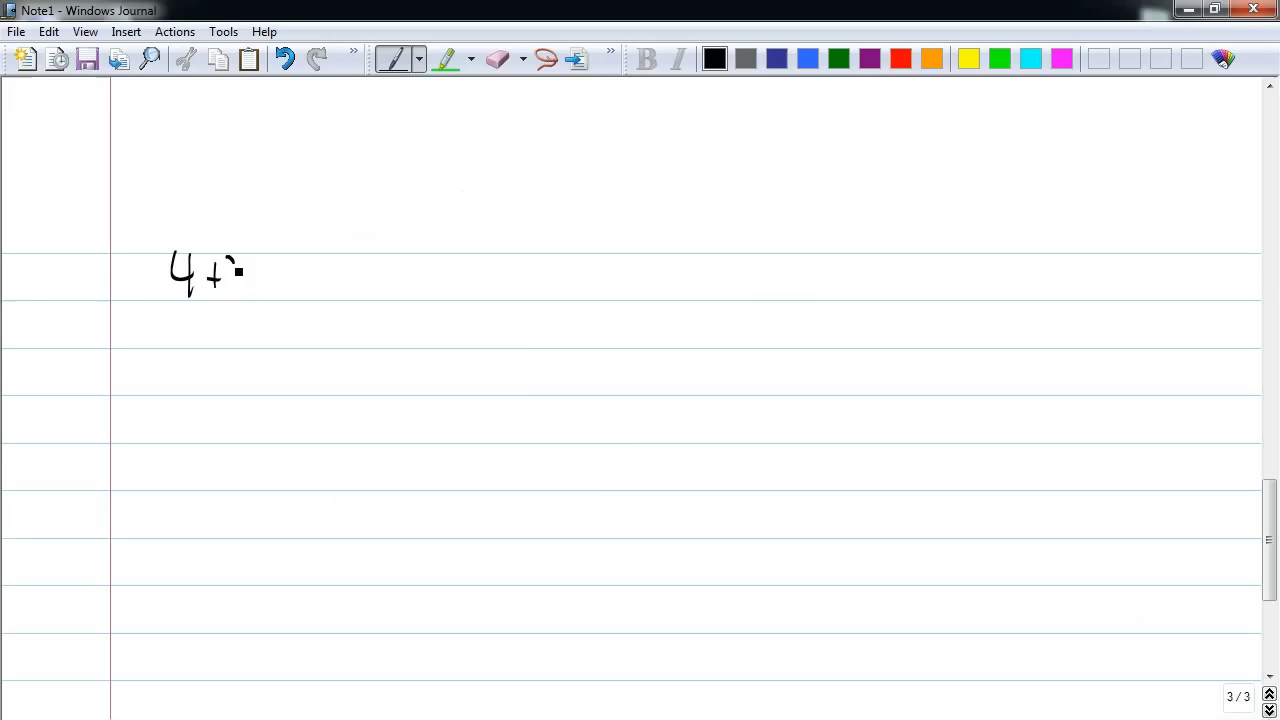 Note1 - Windows Journal
File Edit View Insert Actions Tools Help
B I
4 +
3 / 3